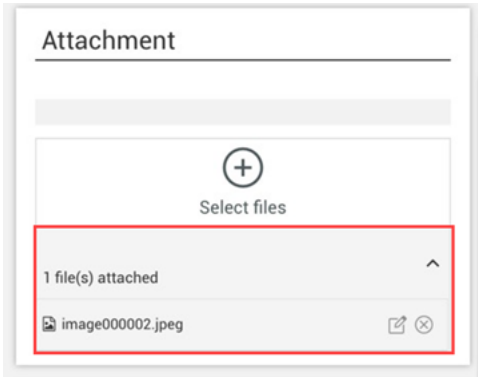 Attachment
Select files
1 file(s) attached
image000002.jpeg